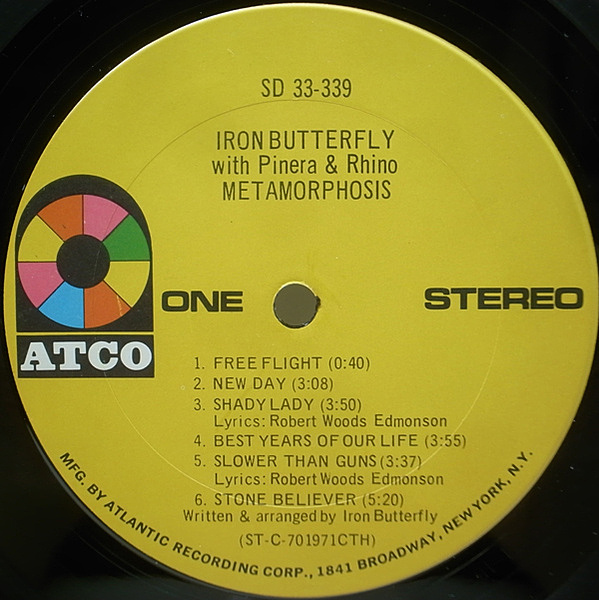 SD 33-339
IRON BUTTERFLY
with Pinera & Rhino
METAMORPHOSIS
ATCO
ONE
STEREO
1. FREE FLIGHT (0:40)
2. NEW DAY (3:08)
3. SHADY LADY (3:50)
Lyrics: Robert Woods Edmonson
4. BEST YEARS OF OUR LIFE (3:55)
5. SLOWER THAN GUNS (3:37)
Lyrics: Robert Woods Edmonson
6. STONE BELIEVER (5:20)
Written & arranged by Iron Butterfly
(ST-C-701971CTH)
MFG. BY ATLANTIC RECORDING CORP., 1841 BROADWAY, NEW YORK, N.Y.